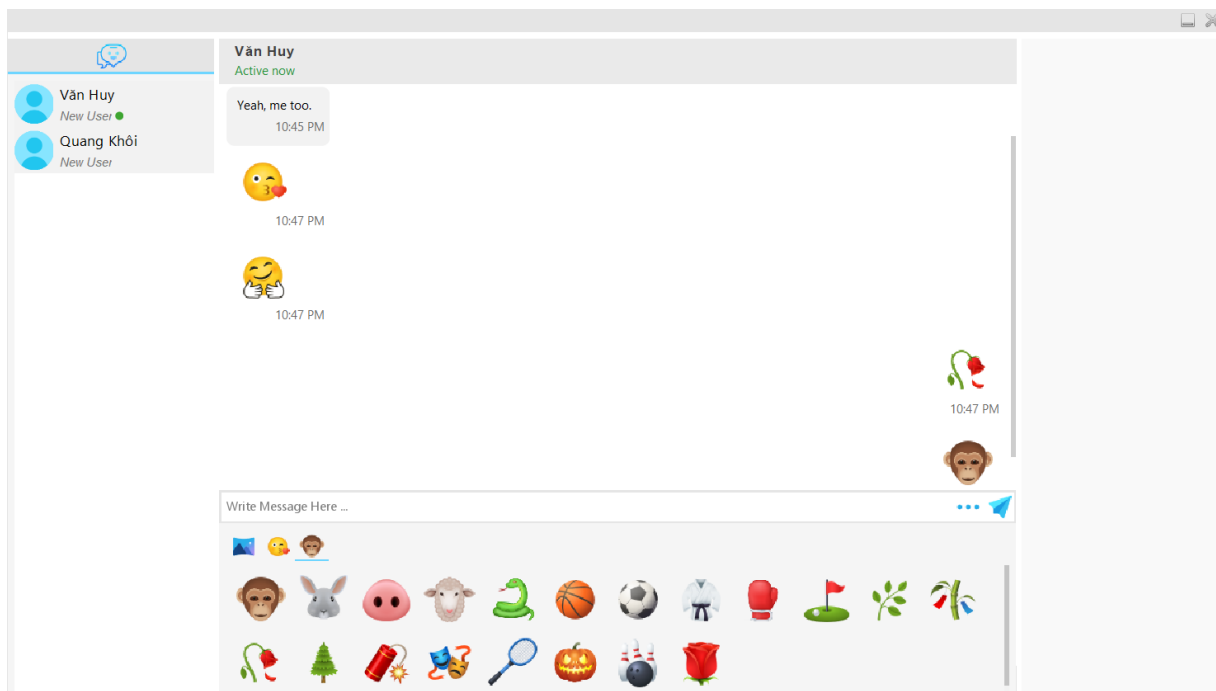 Văn Huy
New User
Quang Khôi
New User
Văn Huy
Active now
Yeah, me too.
10:45 PM
10:47 PM
10:47 PM
10:47 PM
Write Message Here ...